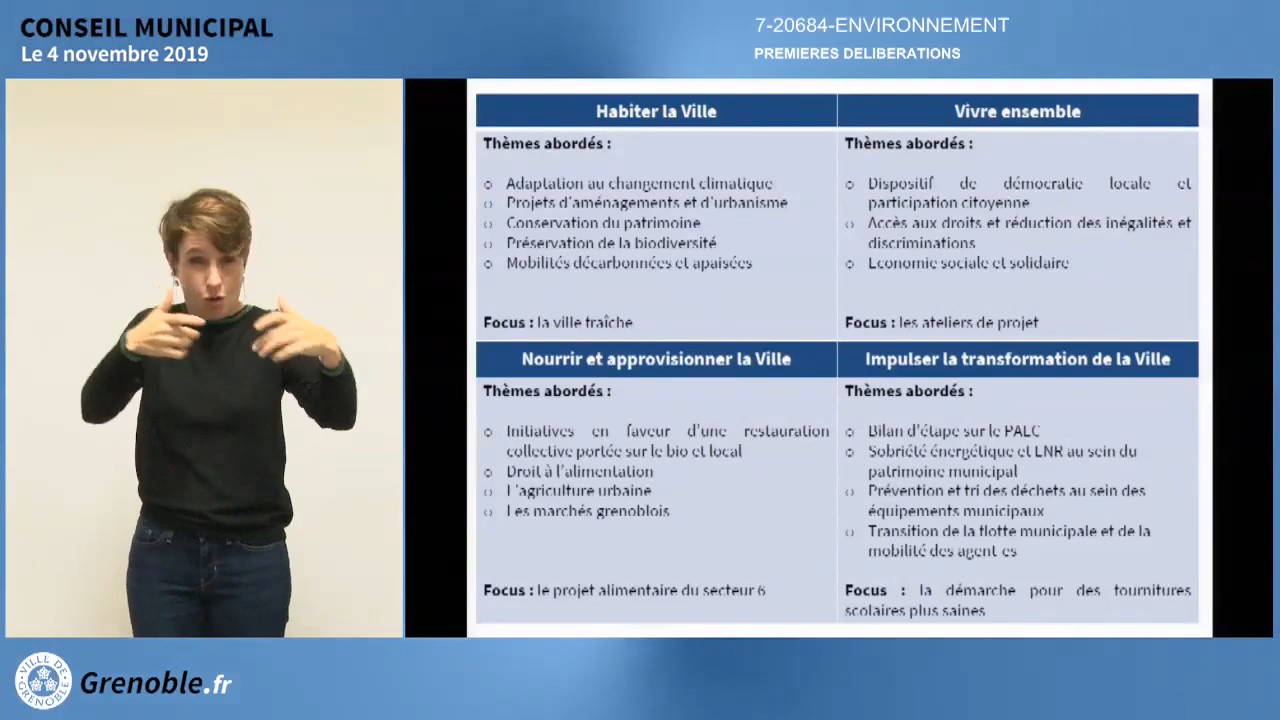 CONSEIL MUNICIPAL
Le 4 novembre 2019
7-20684-ENVIRONNEMENT
PREMIERES DELIBERATIONS
Habiter la Ville
Thèmes abordés :
Adaptation au changement climatique
Projets d'aménagements et d'urbanisme
Conservation du patrimoine
Préservation de la biodiversité
Mobilités décarbonnées et apaisées
Focus : la ville fraîche
Vivre ensemble
Thèmes abordés :
Dispositif de démocratie locale et
participation citoyenne
Accès aux droits et réduction des inégalités et
discriminations
Economie sociale et solidaire
Focus : les ateliers de projet
Nourrir et approvisionner la Ville
Thèmes abordés :
Initiatives en faveur d'une restauration
collective portée sur le bio et local
Droit à l'alimentation
L'agriculture urbaine
Les marchés grenoblois
Focus : le projet alimentaire du secteur 6
Impulser la transformation de la Ville
Thèmes abordés :
Bilan d'étape sur le PAEC
Sobriété énergétique et ENR au sein du
patrimoine municipal
Prévention et tri des déchets au sein des
équipements municipaux
Transition de la flotte municipale et de la
mobilité des agent-es
Focus : la démarche pour des fournitures
scolaires plus saines
VILLE DE
GRENOBLE
Grenoble.fr